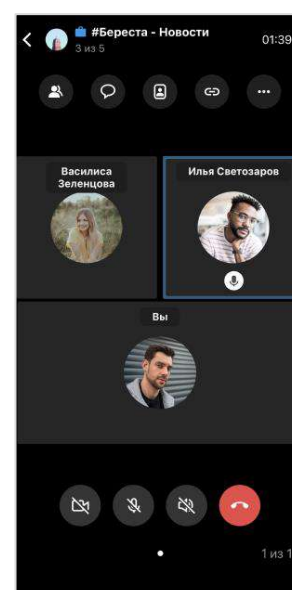 #Береста - Новости
3 из 5
01:39
Василиса
Зеленцова
Илья Светозаров
Вы
1 из 1